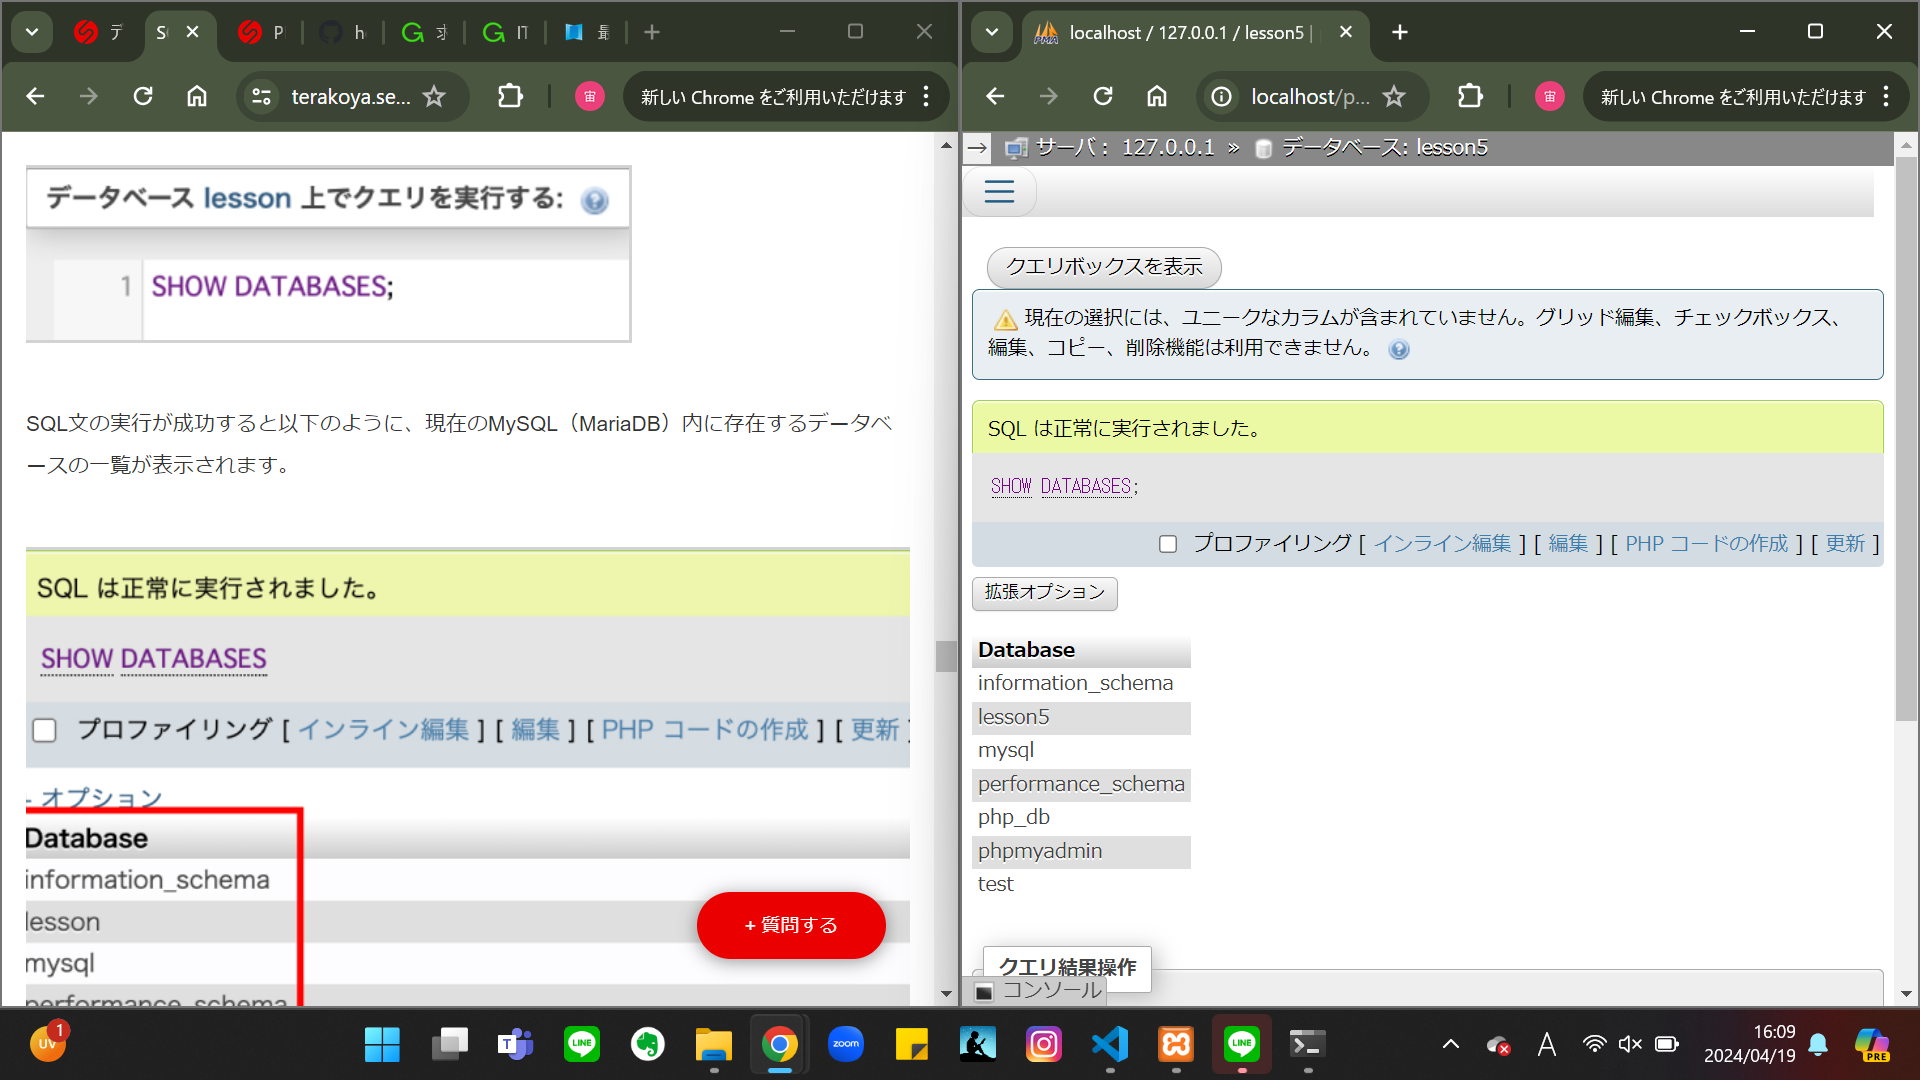 terakoya.se...
新しい Chrome をご利用いただけます
データベース lesson 上でクエリを実行する:
1 SHOW DATABASES;
SQL文の実行が成功すると以下のように、現在のMySQL（MariaDB）内に存在するデータベ
ースの一覧が表示されます。
SQL は正常に実行されました。
SHOW DATABASES
プロファイリング [ インライン編集 ] [ 編集 ] [ PHP コードの作成 ] [ 更新 ]
- オプション
Database
information_schema
lesson
mysql
performance_schema
+ 質問する
localhost / 127.0.0.1 / lesson5 |
localhost/p...
宙
新しい Chrome をご利用いただけます
サーバ： 127.0.0.1 » データベース: lesson5
クエリボックスを表示
現在の選択には、ユニークなカラムが含まれていません。グリッド編集、チェックボックス、
編集、コピー、削除機能は利用できません。
SQL は正常に実行されました。
SHOW DATABASES;
プロファイリング [ インライン編集 ] [ 編集 ] [ PHP コードの作成 ] [ 更新 ]
拡張オプション
Database
information_schema
lesson5
mysql
performance_schema
php_db
phpmyadmin
test
クエリ結果操作
コンソール
UV
1
LINE
zoom
LINE
A
16:09
2024/04/19
PRE